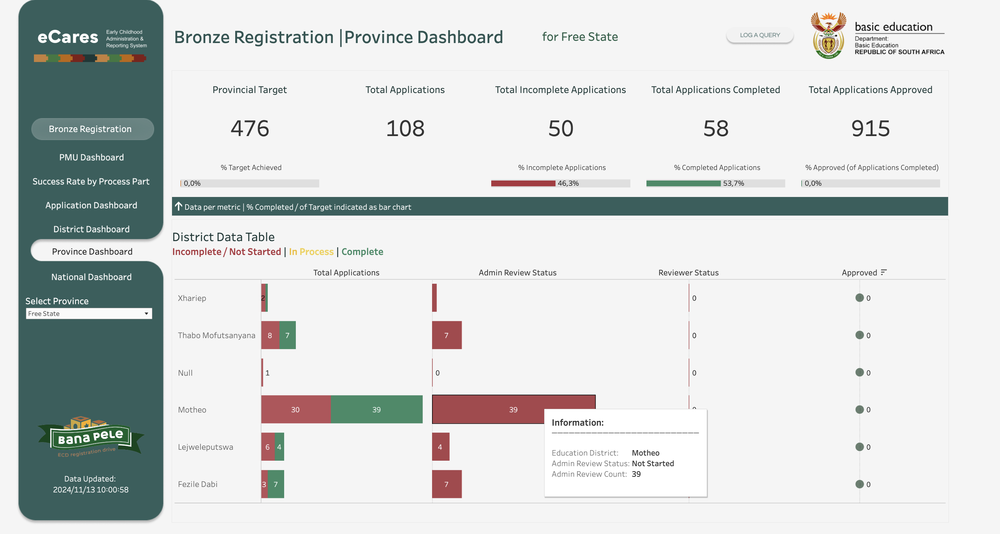 eCares
Early Childhood
Administration &
Reporting System
Bronze Registration
PMU Dashboard
Success Rate by Process Part
Application Dashboard
District Dashboard
Province Dashboard
National Dashboard
Select Province
Free State
BANA PELE
ECD registration drive
Data Updated:
2024/11/13 10:00:58
Bronze Registration |Province Dashboard for Free State
LOG A QUERY
basic education
Department:
Basic Education
REPUBLIC OF SOUTH AFRICA
Provincial Target Total Applications Total Incomplete Applications Total Applications Completed Total Applications Approved
476 108 50 58 915
% Target Achieved % Incomplete Applications % Completed Applications % Approved (of Applications Completed)
0,0% 46,3% 53,7% 0,0%
Data per metric | % Completed / of Target indicated as bar chart
District Data Table
Incomplete / Not Started | In Process | Complete
Total Applications Admin Review Status Reviewer Status Approved
Xhariep 2 0 0
Thabo Mofutsanyana 8 7 7 0 0
Null 1 0 0 0
Motheo 30 39 39 0
Lejweleputswa 6 4 4 0
Fezile Dabi 3 7 7 0
Information:
Education District: Motheo
Admin Review Status: Not Started
Admin Review Count: 39